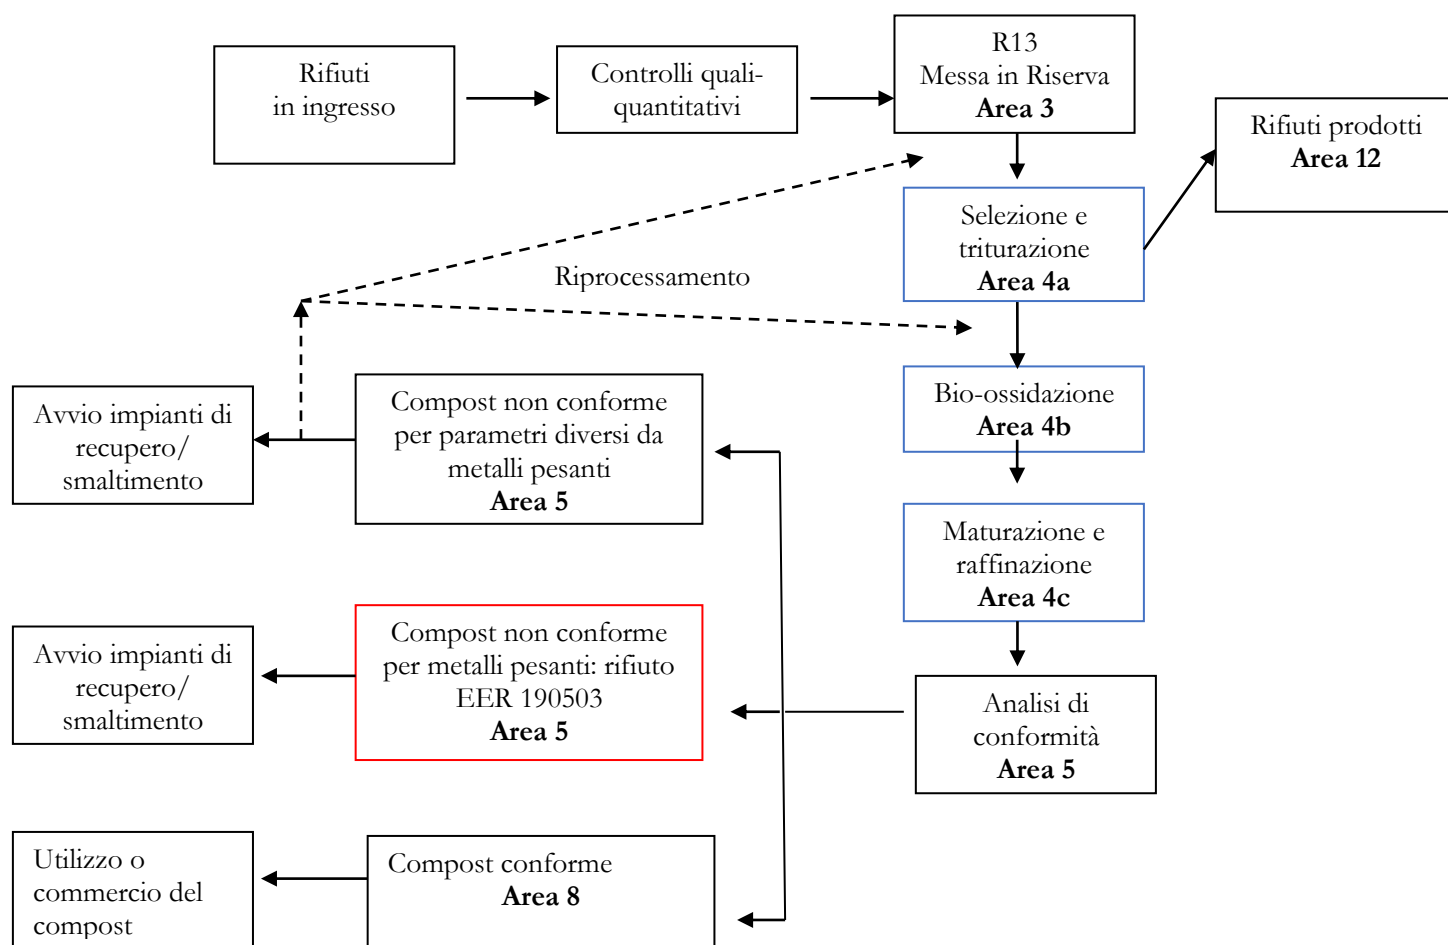 Rifiuti
in ingresso
Controlli quali-
quantitativi
R13
Messa in Riserva
Area 3
Rifiuti prodotti
Area 12
Selezione e
triturazione
Area 4a
Riprocessamento
Bio-ossidazione
Area 4b
Avvio impianti di
recupero/
smaltimento
Compost non conforme
per parametri diversi da
metalli pesanti
Area 5
Maturazione e
raffinazione
Area 4c
Avvio impianti di
recupero/
smaltimento
Compost non conforme
per metalli pesanti: rifiuto
EER 190503
Area 5
Analisi di
conformità
Area 5
Utilizzo o
commercio del
compost
Compost conforme
Area 8